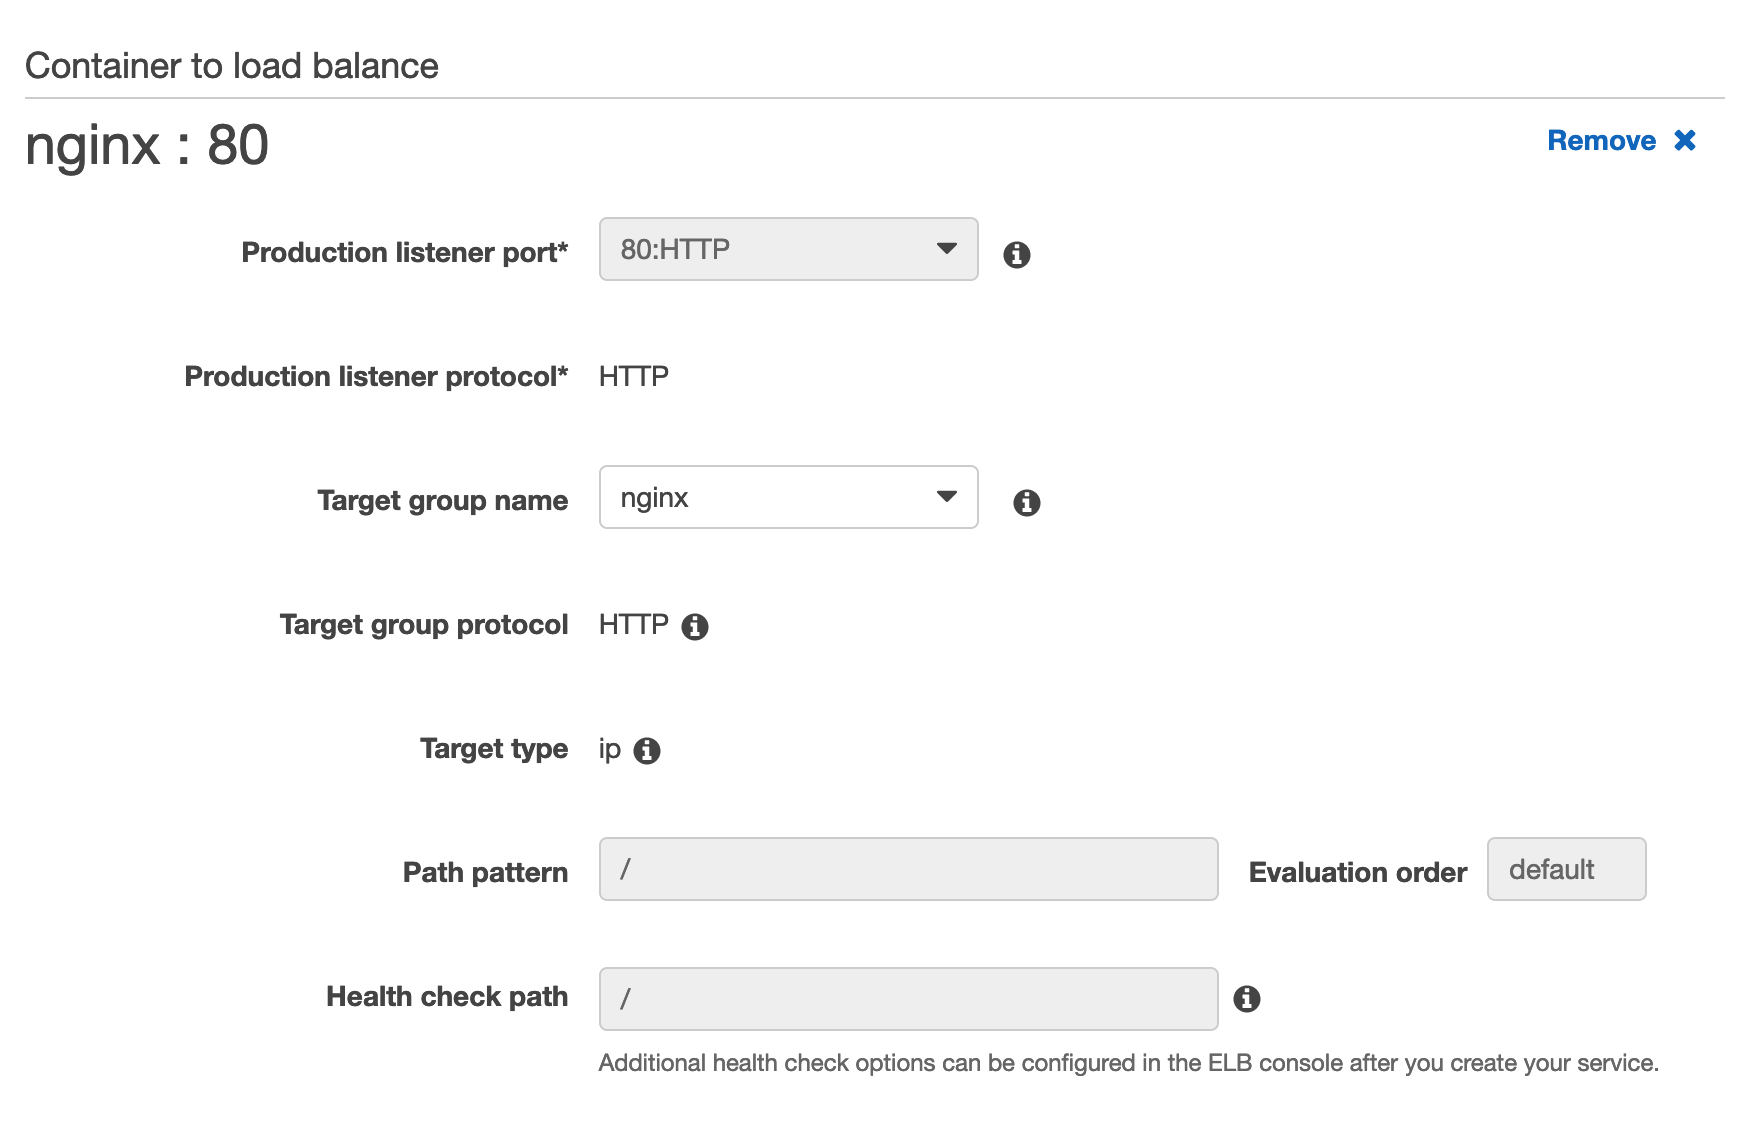 Container to load balance
nginx : 80
Remove
Production listener port* 80:HTTP
Production listener protocol* HTTP
Target group name nginx
Target group protocol HTTP
Target type ip
Path pattern / Evaluation order default
Health check path /
Additional health check options can be configured in the ELB console after you create your service.